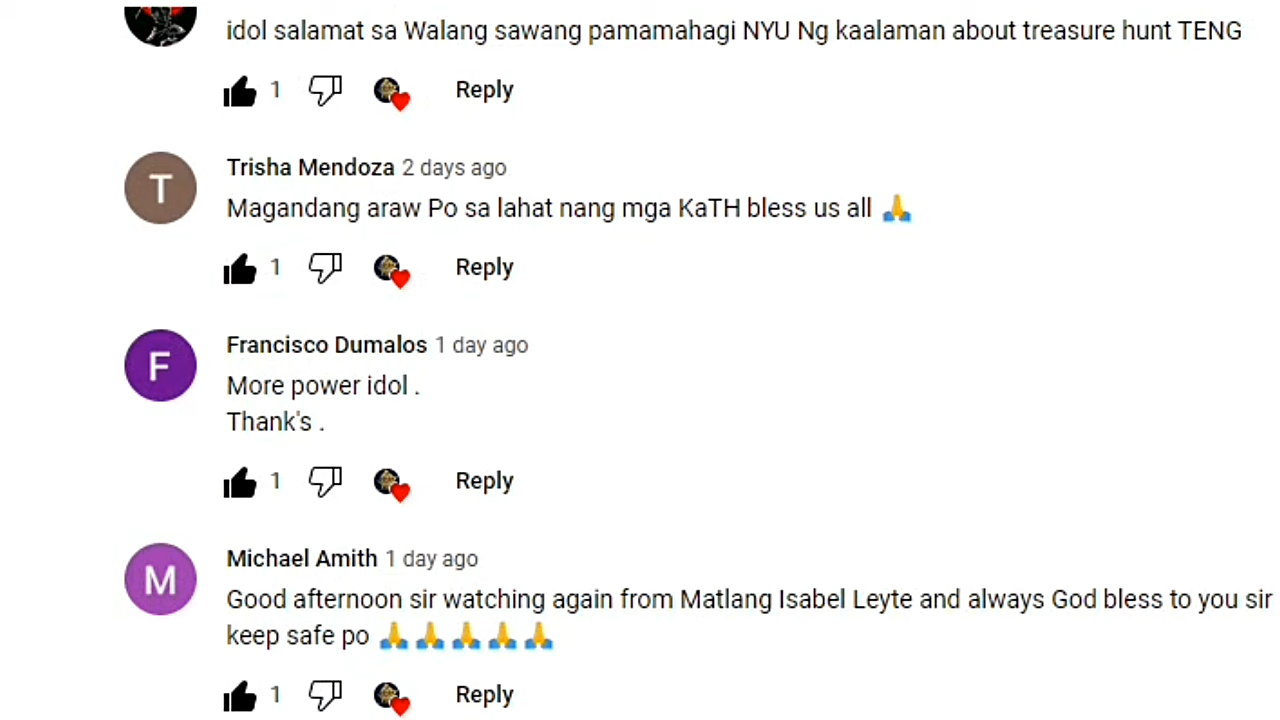 idol salamat sa Walang sawang pamamahagi NYU Ng kaalaman about treasure hunt TENG
1 Reply
T
Trisha Mendoza 2 days ago
Magandang araw Po sa lahat nang mga KaTH bless us all 🙏
1 Reply
F
Francisco Dumalos 1 day ago
More power idol .
Thank's .
1 Reply
M
Michael Amith 1 day ago
Good afternoon sir watching again from Matlang Isabel Leyte and always God bless to you sir
keep safe po 🙏🙏🙏🙏🙏
1 Reply